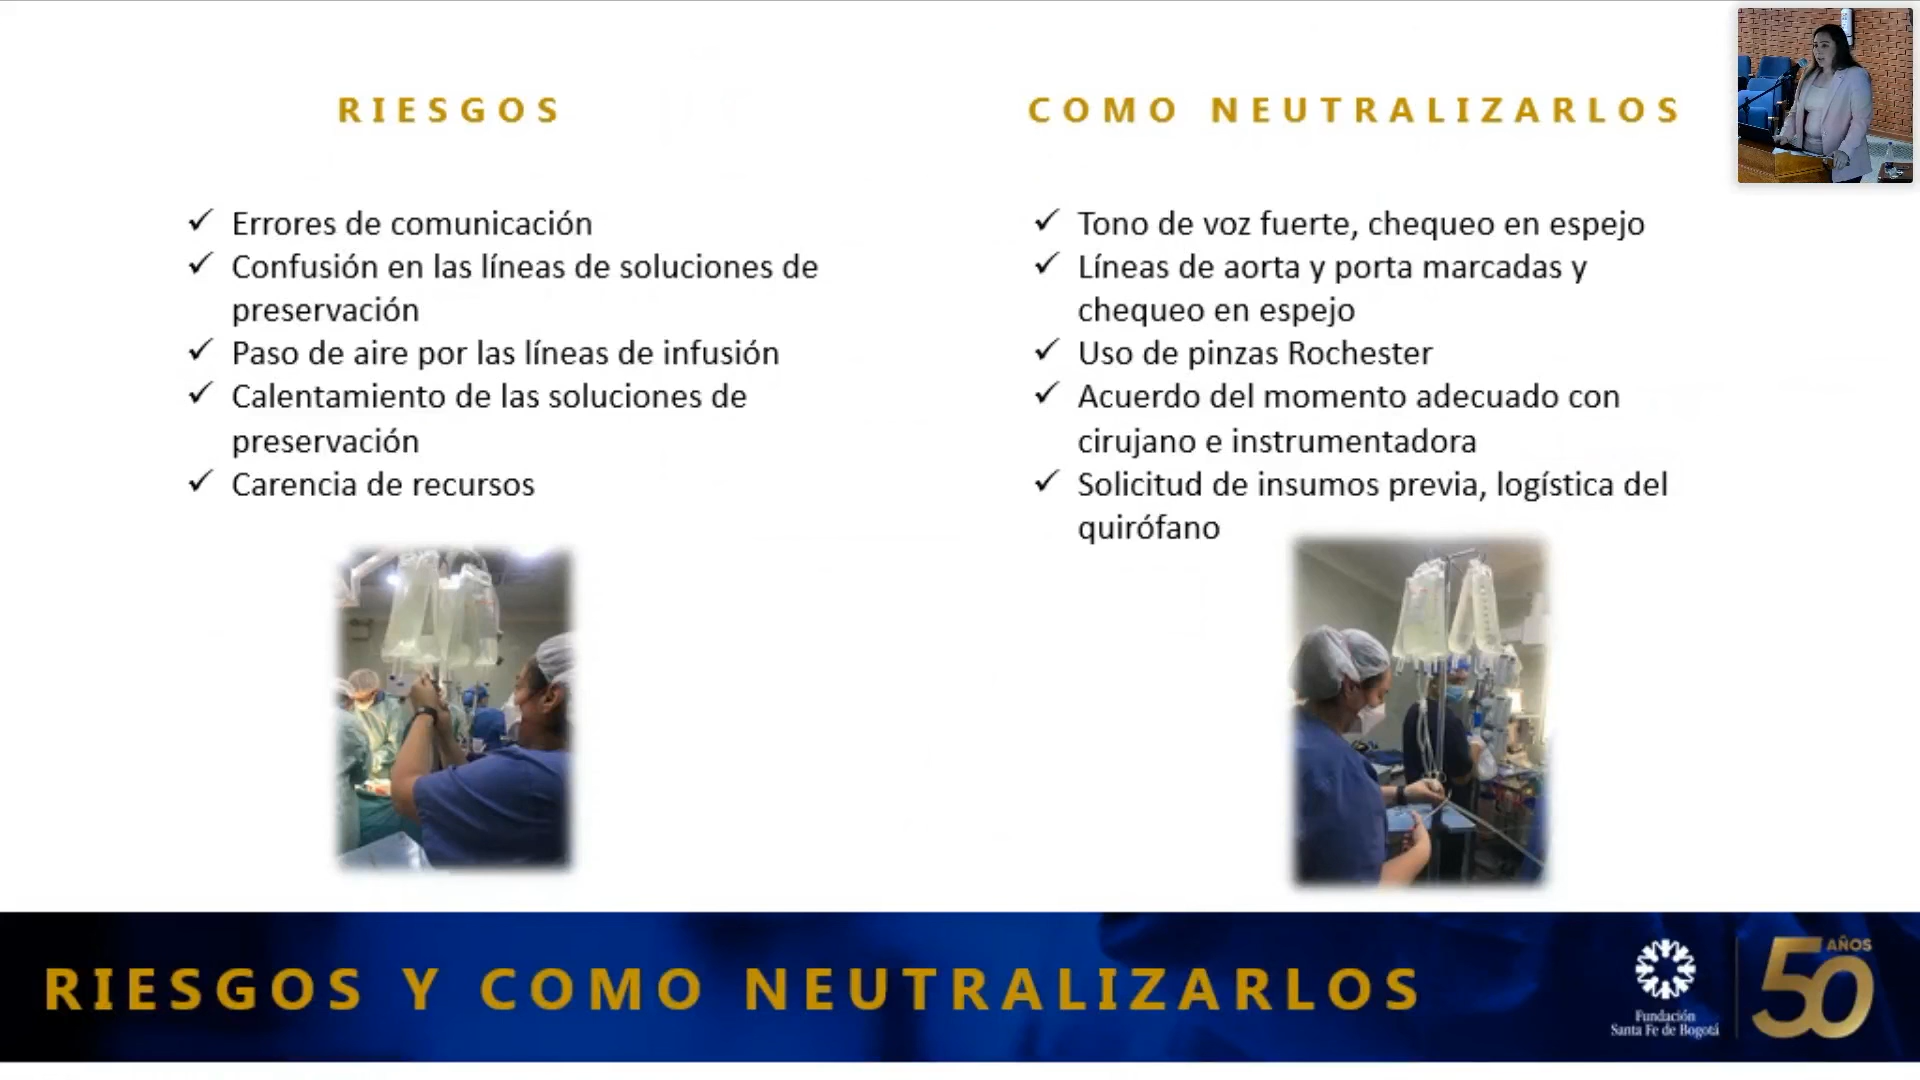 RIESGOS
✓ Errores de comunicación
✓ Confusión en las líneas de soluciones de
preservación
✓ Paso de aire por las líneas de infusión
✓ Calentamiento de las soluciones de
preservación
✓ Carencia de recursos
COMO NEUTRALIZARLOS
✓ Tono de voz fuerte, chequeo en espejo
✓ Líneas de aorta y porta marcadas y
chequeo en espejo
✓ Uso de pinzas Rochester
✓ Acuerdo del momento adecuado con
cirujano e instrumentadora
✓ Solicitud de insumos previa, logística del
quirófano
RIESGOS Y COMO NEUTRALIZARLOS
Fundación
Santa Fe de Bogotá
50 AÑOS